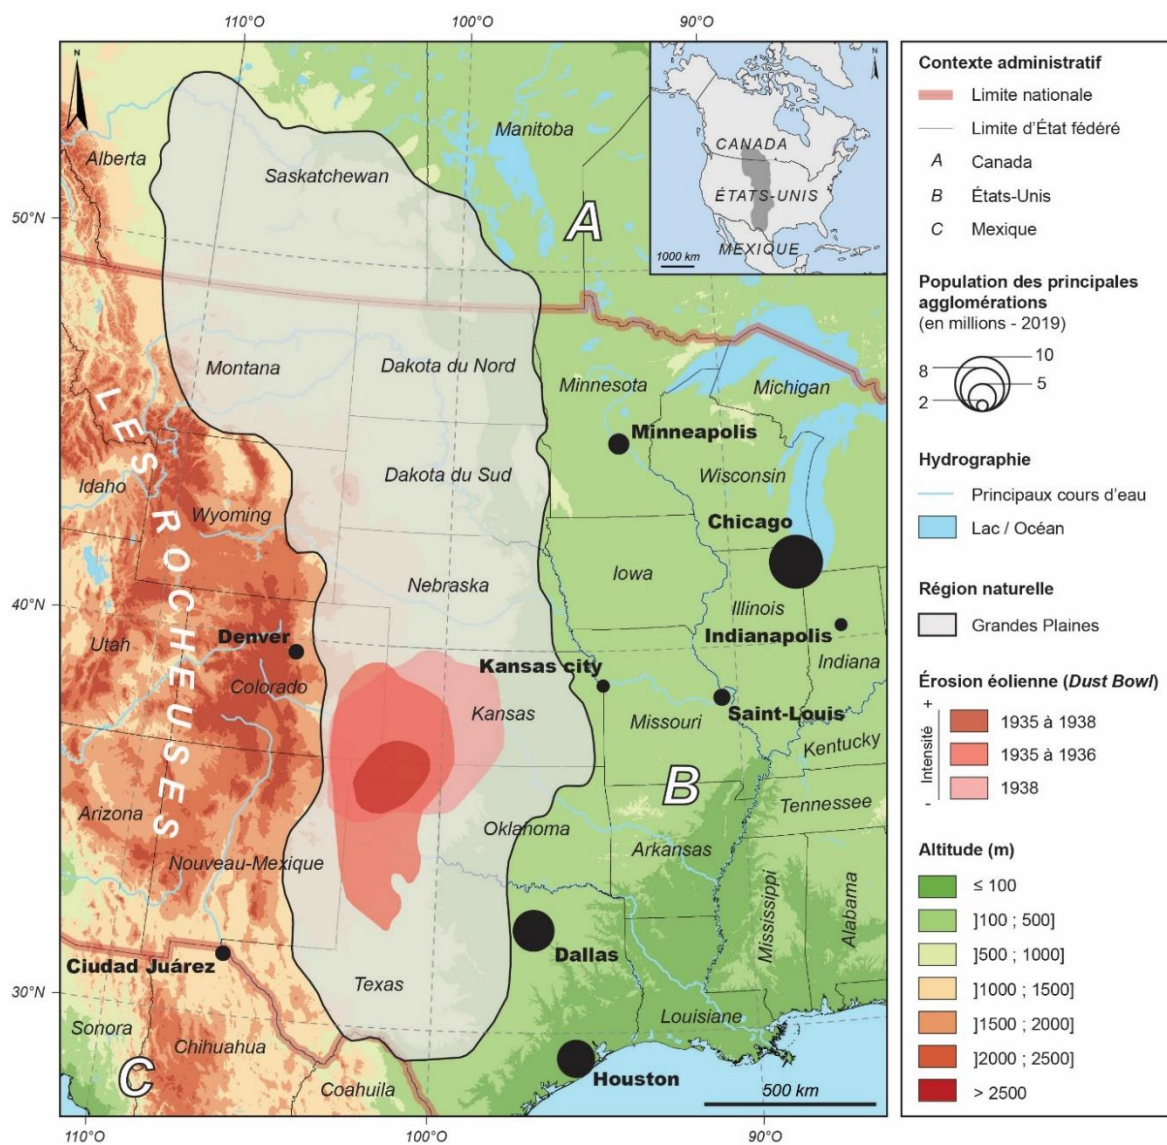 110°O
100°O
90°O
N
N
Manitoba
Alberta
CANADA
Saskatchewan
ÉTATS-UNIS
50°N
A
MEXIQUE
1000 km
Montana
Dakota du Nord
Minnesota
Michigan
Minneapolis
LES ROCHEUSES
Dakota du Sud
Wisconsin
Idaho
Wyoming
Chicago
Nebraska
Iowa
40°N
Illinois
Utah
Denver
Indianapolis
Kansas city
Indiana
Colorado
Kansas
Missouri
Saint-Louis
Kentucky
B
Arizona
Tennessee
Oklahoma
Nouveau-Mexique
Arkansas
Mississippi
Alabama
Dallas
Ciudad Juárez
Texas
30°N
Sonora
Louisiane
Chihuahua
C
Coahuila
Houston
500 km
110°O
100°O
90°O
Contexte administratif
Limite nationale
Limite d'État fédéré
A Canada
B États-Unis
C Mexique
Population des principales
agglomérations
(en millions - 2019)
10
8
5
2
Hydrographie
Principaux cours d'eau
Lac / Océan
Région naturelle
Grandes Plaines
Érosion éolienne (Dust Bowl)
+
Intensité
-
1935 à 1938
1935 à 1936
1938
Altitude (m)
≤ 100
]100 ; 500]
]500 ; 1000]
]1000 ; 1500]
]1500 ; 2000]
]2000 ; 2500]
> 2500